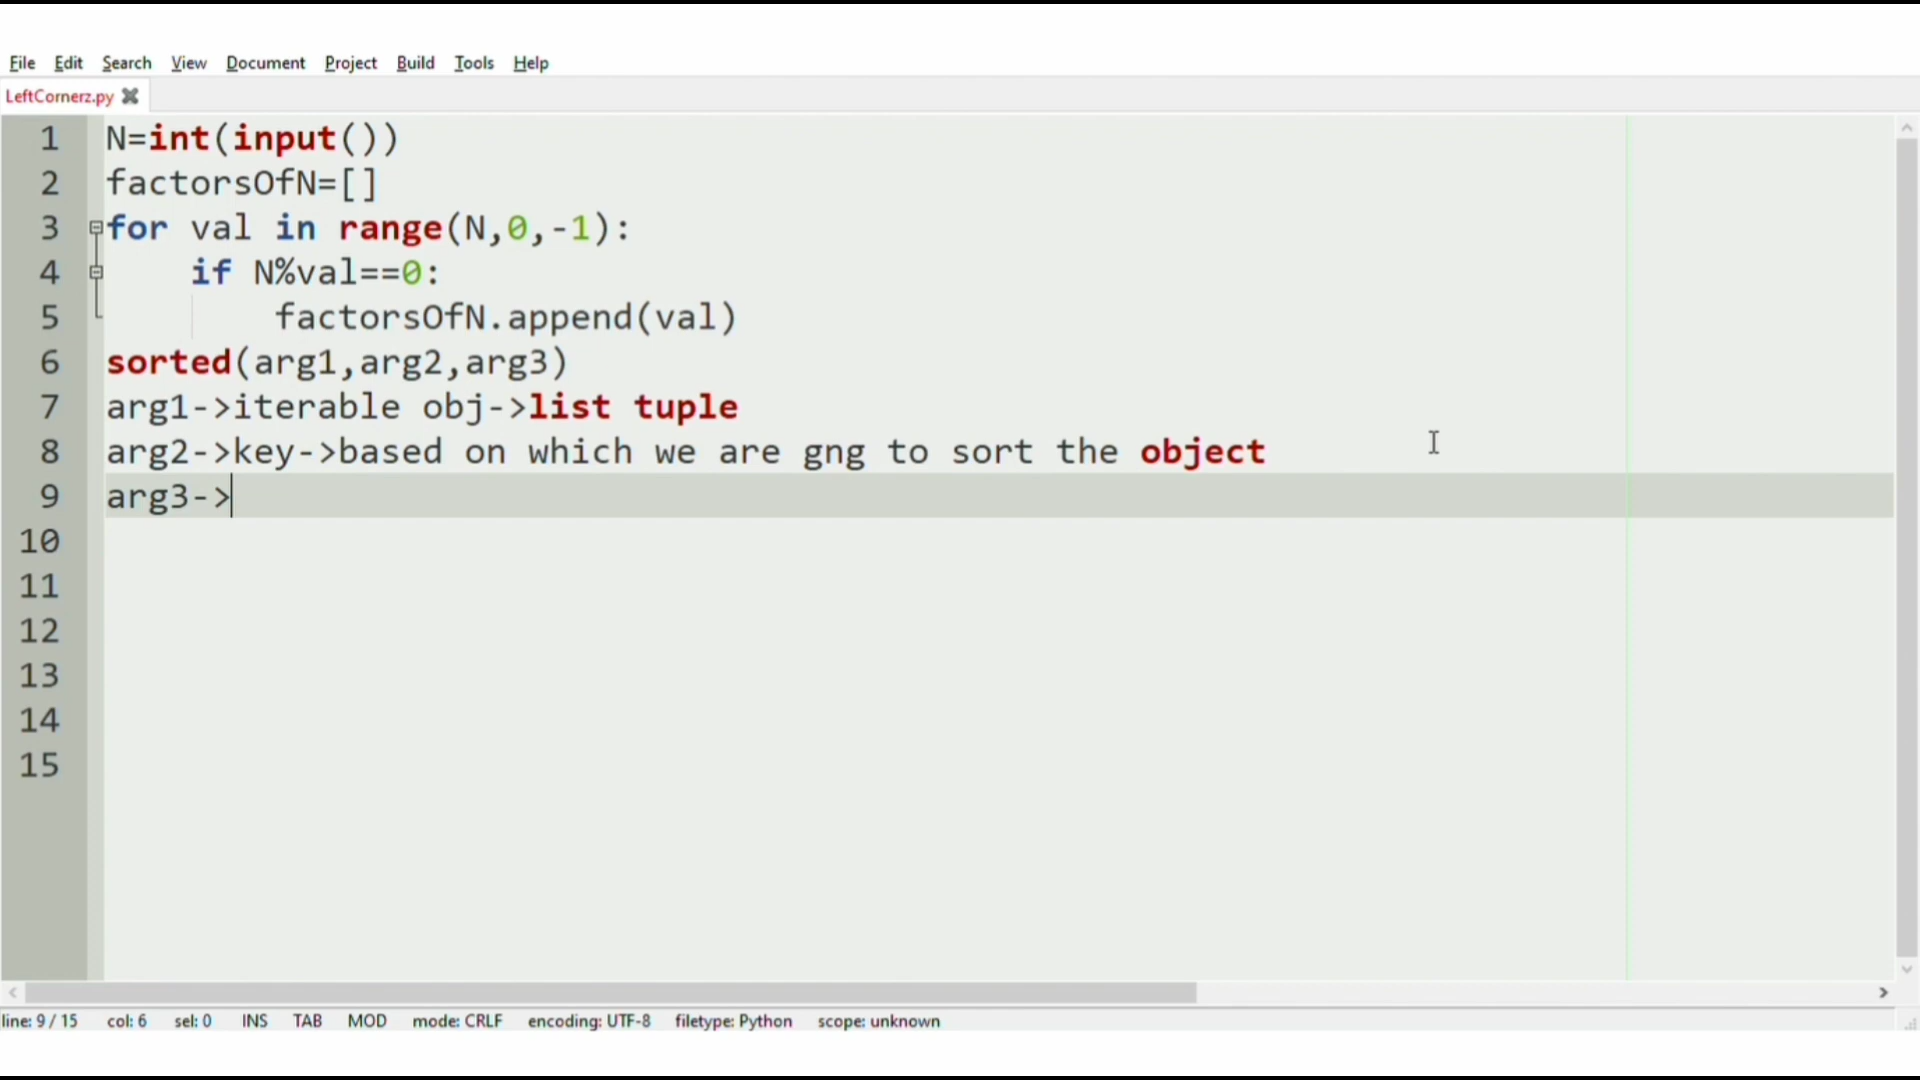 File Edit Search View Document Project Build Tools Help
LeftCornerz.py
1 N=int(input())
2 factorsOfN=[]
3 for val in range(N,0,-1):
4 if N%val==0:
5 factorsOfN.append(val)
6 sorted(arg1,arg2,arg3)
7 arg1->iterable obj->list tuple
8 arg2->key->based on which we are gng to sort the object
9 arg3->
10
11
12
13
14
15
line: 9 / 15 col: 6 sel: 0 INS TAB MOD mode: CRLF encoding: UTF-8 filetype: Python scope: unknown